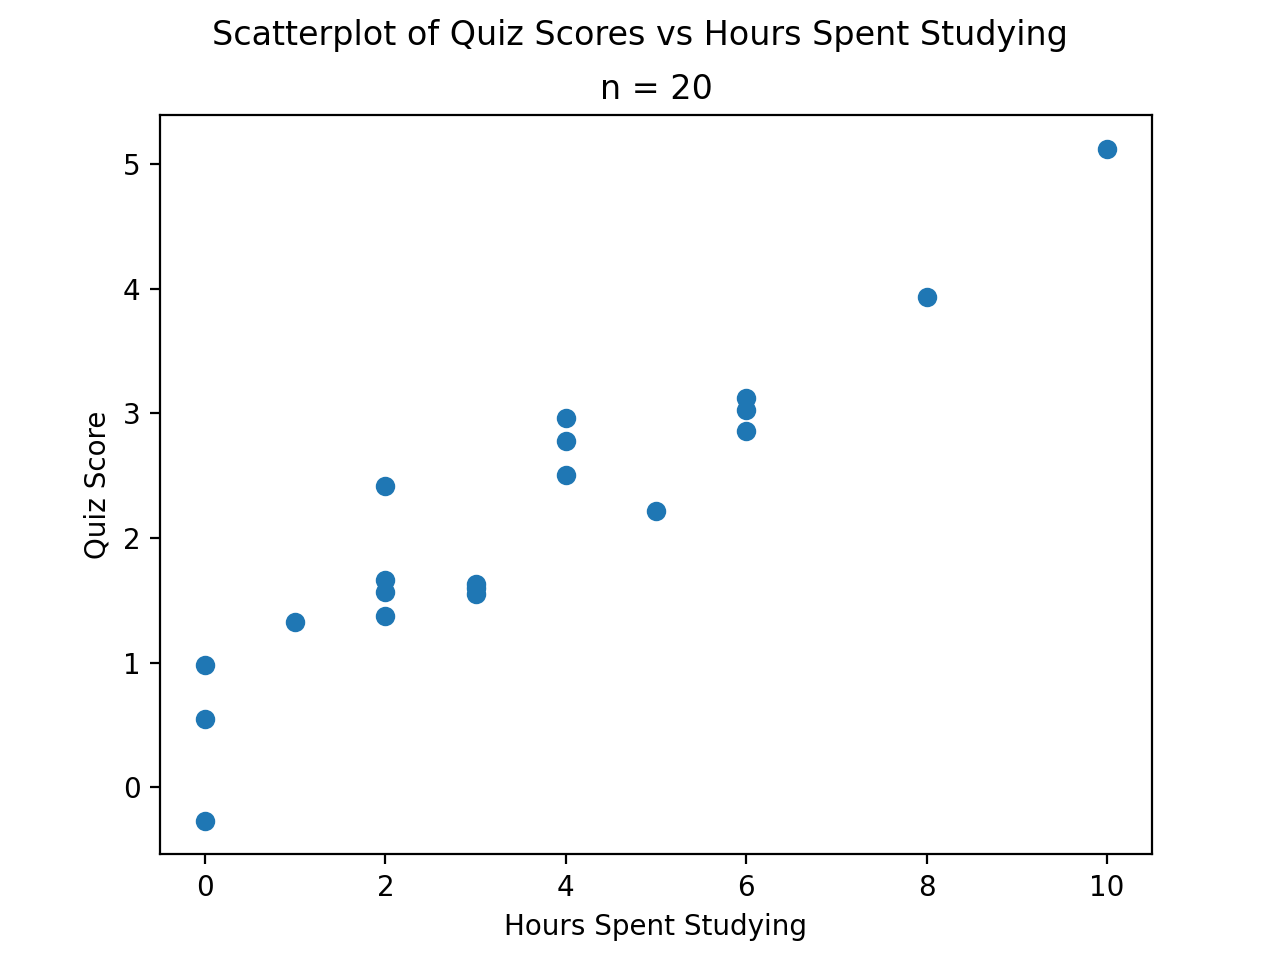 Scatterplot of Quiz Scores vs Hours Spent Studying
n = 20
5
4
3
2
1
0
Quiz Score
0 2 4 6 8 10
Hours Spent Studying